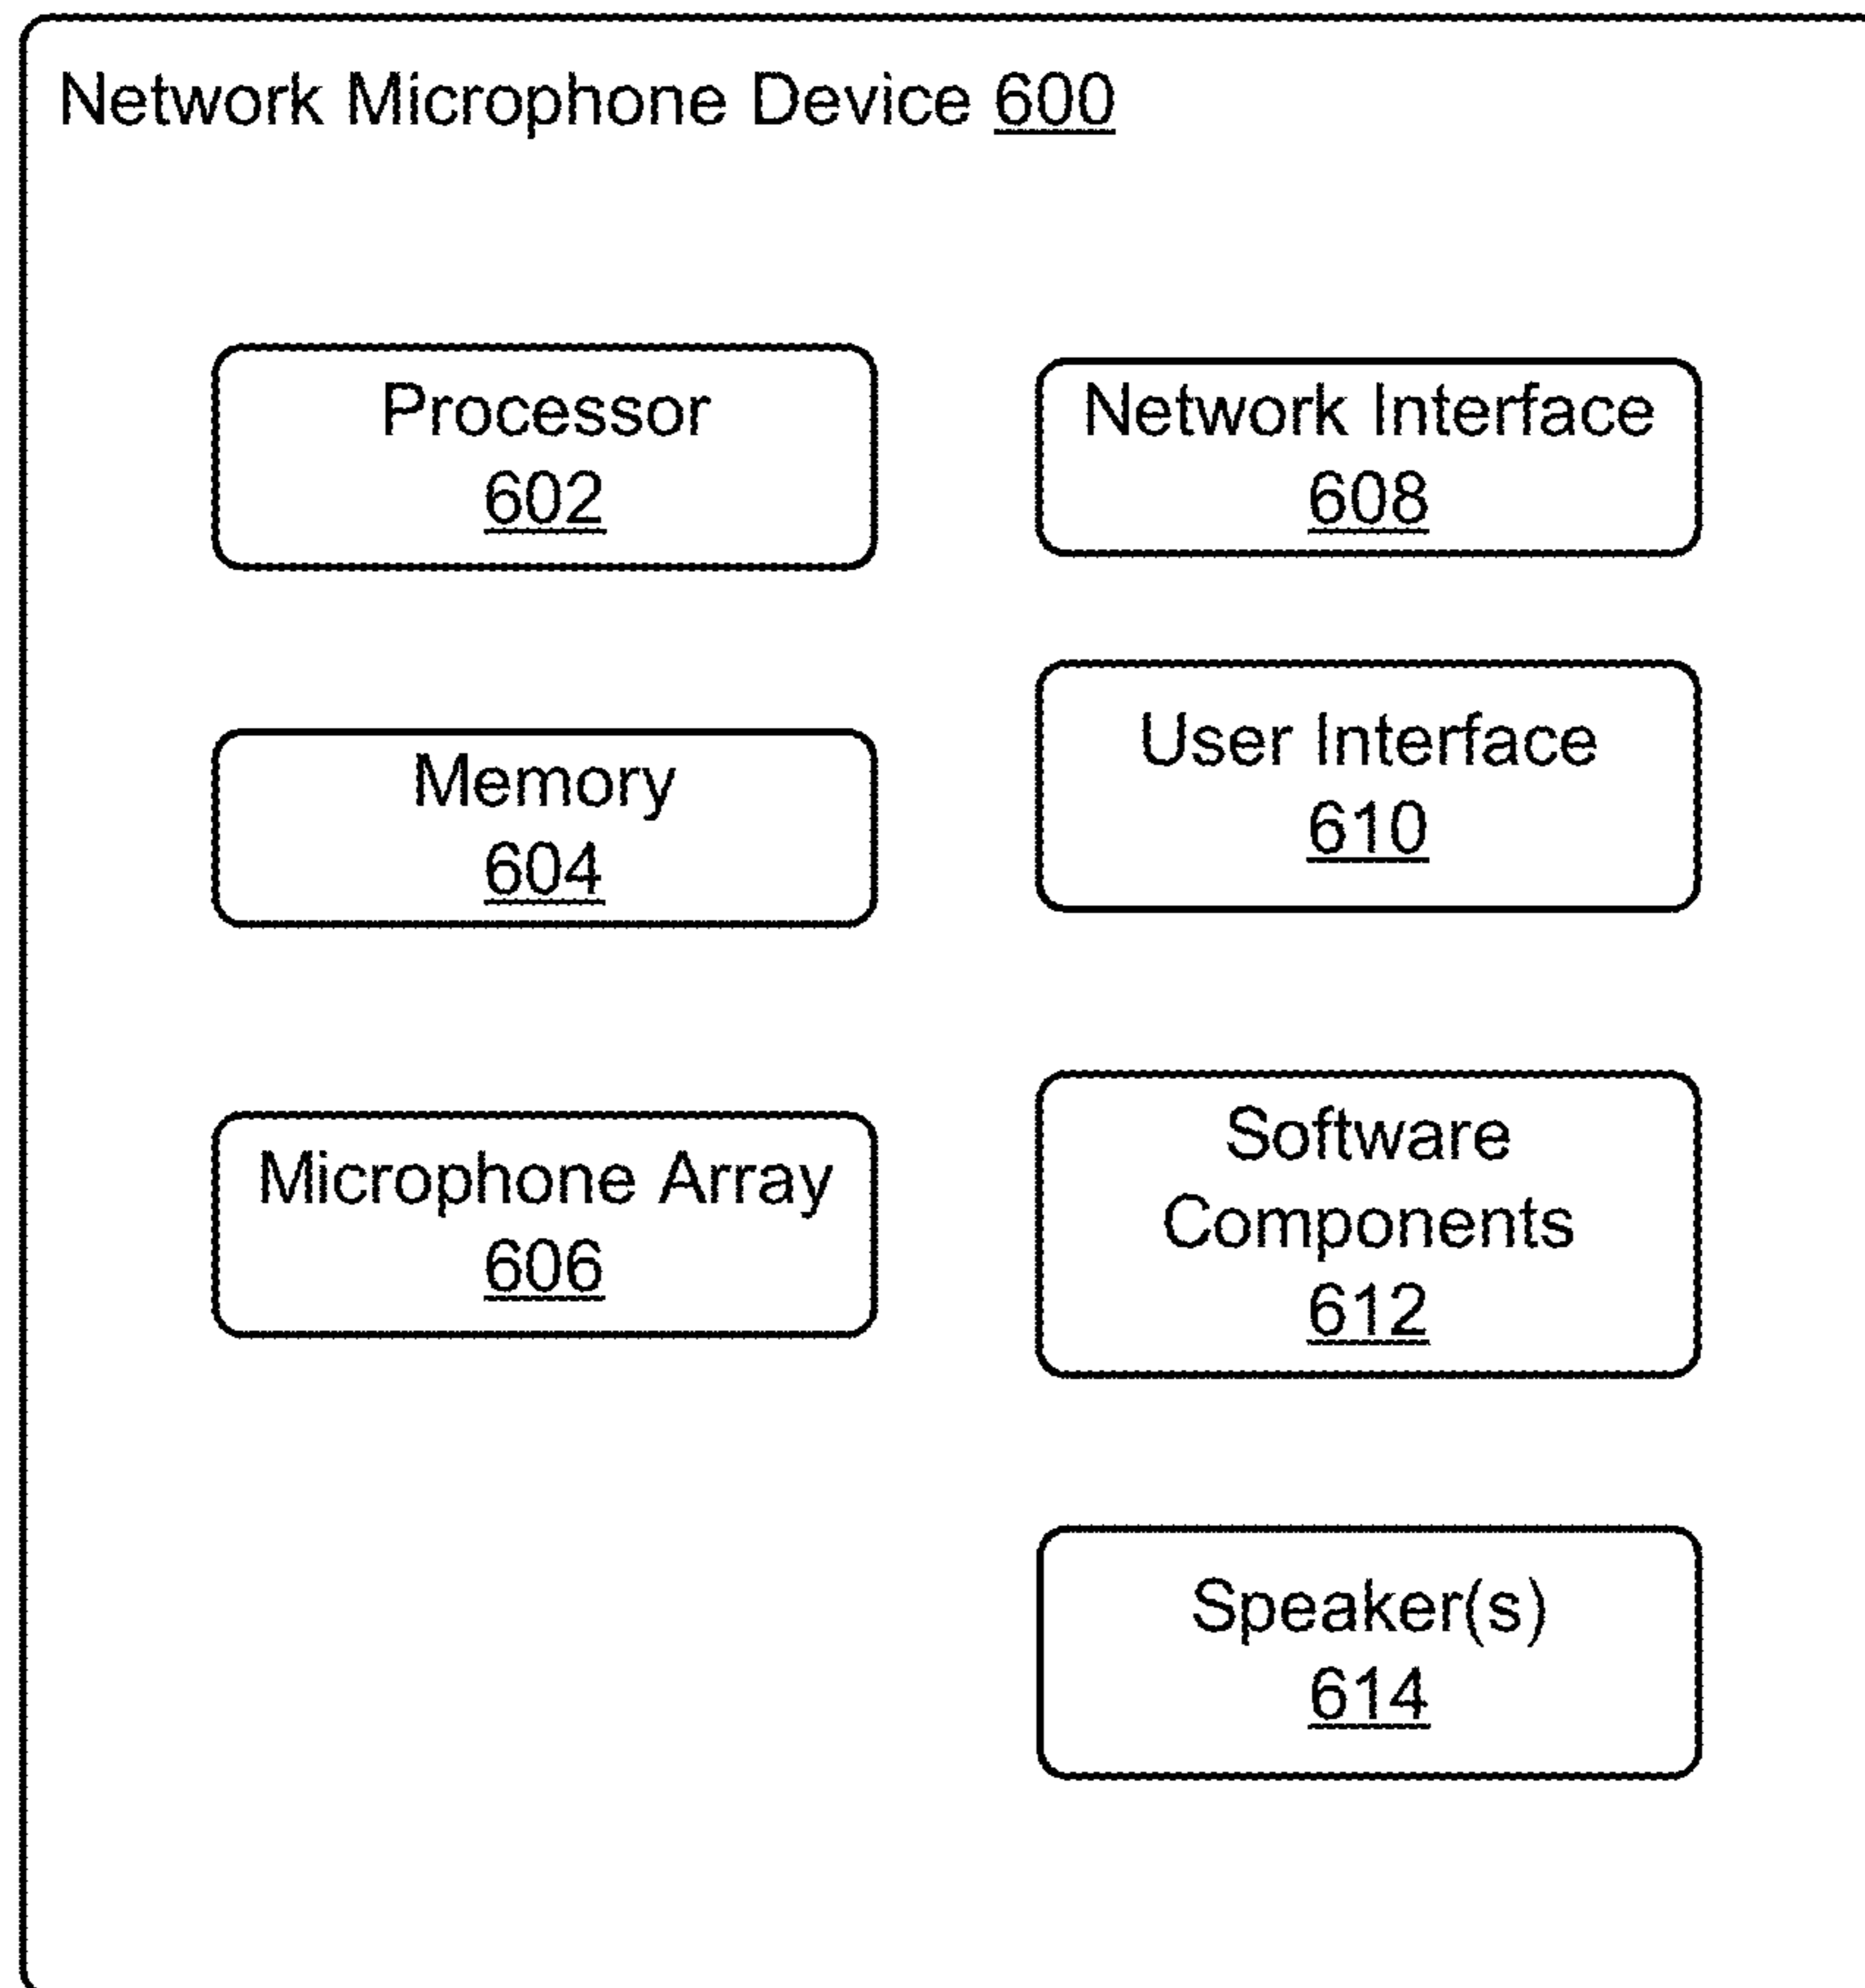 Network Microphone Device 600
Processor
602
Memory
604
Microphone Array
606
Network Interface
608
User Interface
610
Software
Components
612
Speaker(s)
614